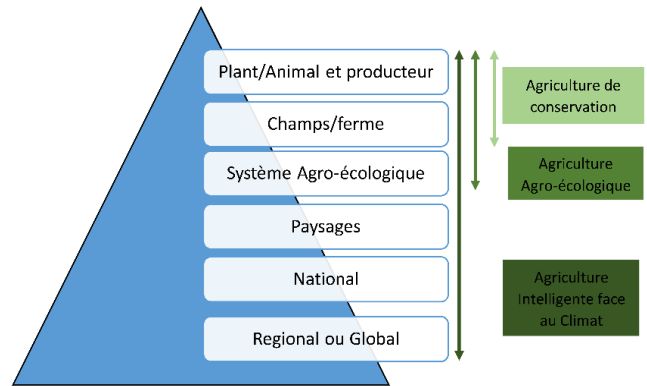 Plant/Animal et producteur
Champs/ferme
Système Agro-écologique
Paysages
National
Regional ou Global
Agriculture de
conservation
Agriculture
Agro-écologique
Agriculture
Intelligente face
au Climat